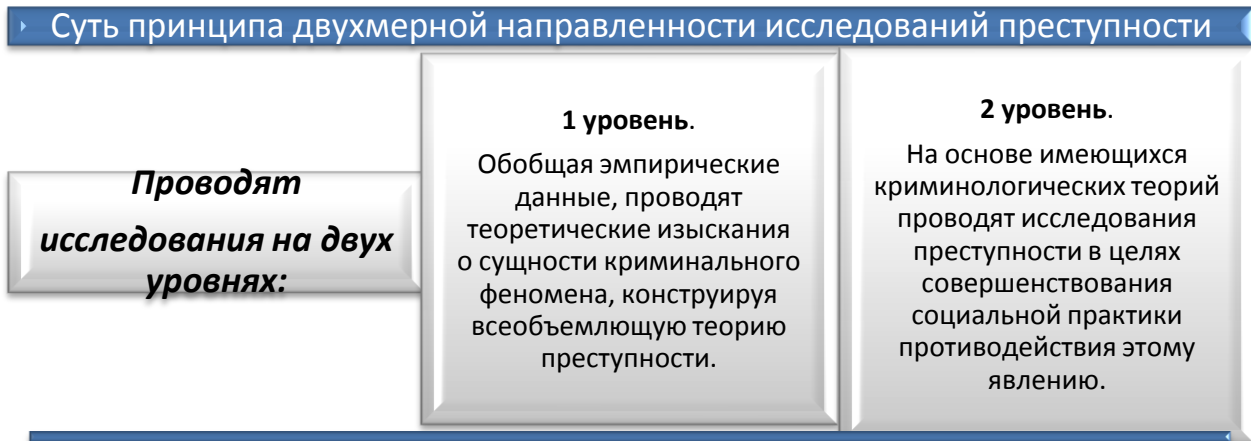 Суть принципа двухмерной направленности исследований преступности
Проводят
исследования на двух
уровнях:
1 уровень.
Обобщая эмпирические
данные, проводят
теоретические изыскания
о сущности криминального
феномена, конструируя
всеобъемлющую теорию
преступности.
2 уровень.
На основе имеющихся
криминологических теорий
проводят исследования
преступности в целях
совершенствования
социальной практики
противодействия этому
явлению.